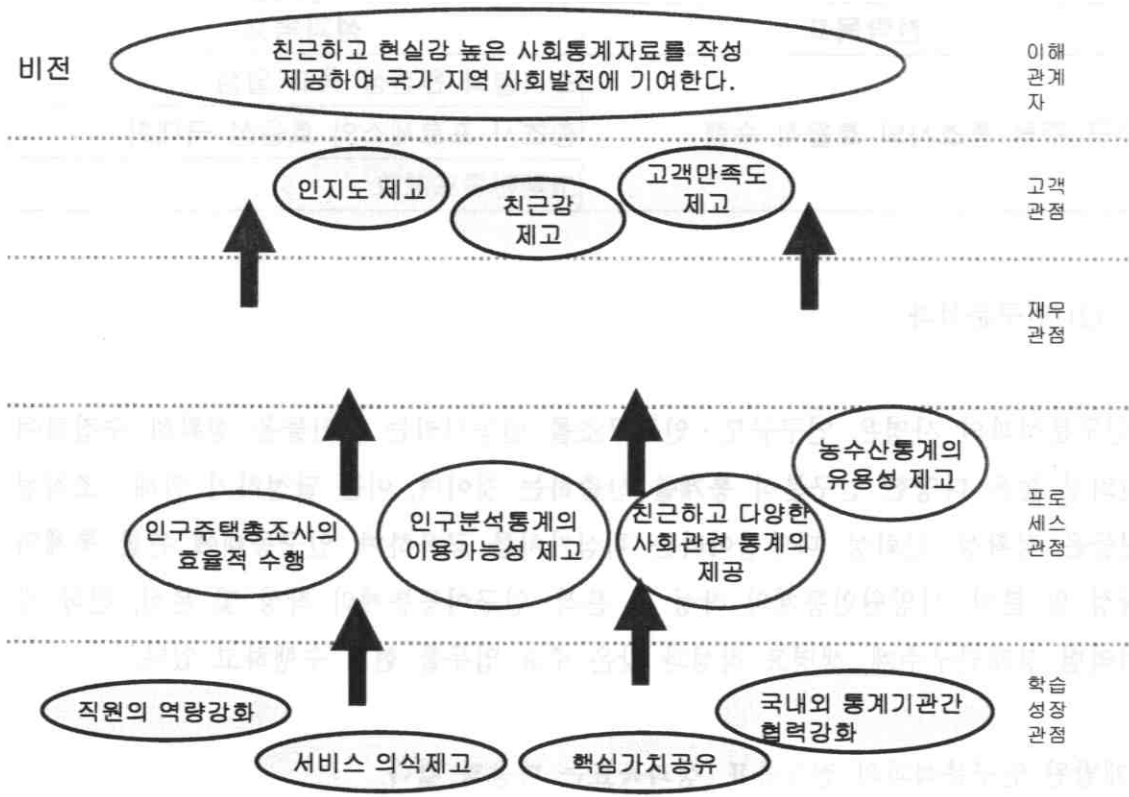 비전
친근하고 현실감 높은 사회통계자료를 작성
제공하여 국가 지역 사회발전에 기여한다.
이해
관계
자
인지도 제고
친근감
제고
고객만족도
제고
고객
관점
재무
관점
인구주택총조사의
효율적 수행
인구분석통계의
이용가능성 제고
친근하고 다양한
사회관련 통계의
제공
농수산통계의
유용성 제고
프로
세스
관점
직원의 역량강화
서비스 의식제고
핵심가치공유
국내외 통계기관간
협력강화
학습
성장
관점